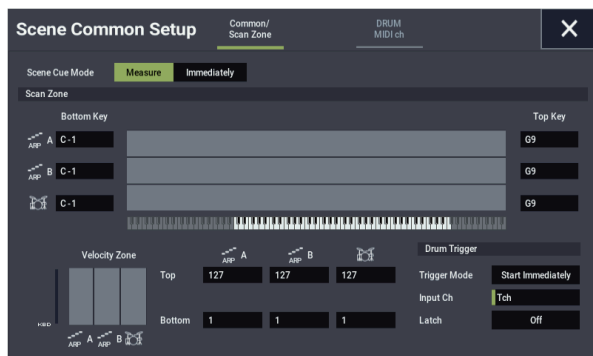 Scene Common Setup
Common/
Scan Zone
DRUM
MIDI ch
Scene Cue Mode
Measure
Immediately
Scan Zone
Bottom Key
Top Key
ARP A C-1 G9
ARP B C-1 G9
C-1 G9
Velocity Zone
ARP A
ARP B
Drum Trigger
Top 127 127 127
Trigger Mode Start Immediately
Input Ch Tch
Bottom 1 1 1
Latch Off
KBD
ARP A ARP B